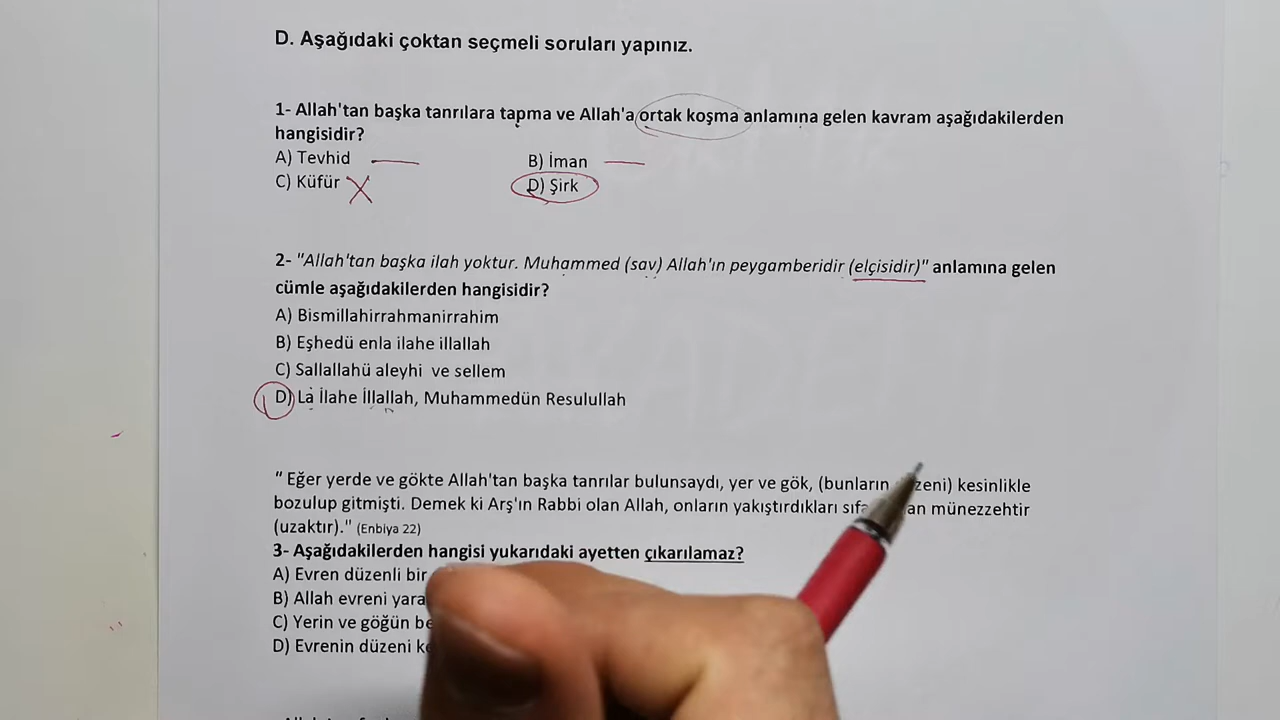 D. Aşağıdaki çoktan seçmeli soruları yapınız.
1- Allah'tan başka tanrılara tapma ve Allah'a ortak koşma anlamına gelen kavram aşağıdakilerden
hangisidir?
A) Tevhid B) İman
C) Küfür D) Şirk
2- "Allah'tan başka ilah yoktur. Muhammed (sav) Allah'ın peygamberidir (elçisidir)" anlamına gelen
cümle aşağıdakilerden hangisidir?
A) Bismillahirrahmanirrahim
B) Eşhedü enla ilahe illallah
C) Sallallahü aleyhi ve sellem
D) La İlahe İllallah, Muhammedün Resulullah
" Eğer yerde ve gökte Allah'tan başka tanrılar bulunsaydı, yer ve gök, (bunların kesinlikle
bozulup gitmişti. Demek ki Arş'ın Rabbi olan Allah, onların yakıştırdıkları münezzehtir
(uzaktır)." (Enbiya 22)
3- Aşağıdakilerden hangisi yukarıdaki ayetten çıkarılamaz?
A) Evren düzenli bir
B) Allah evreni
C) Yerin ve göğün
D) Evrenin düzeni